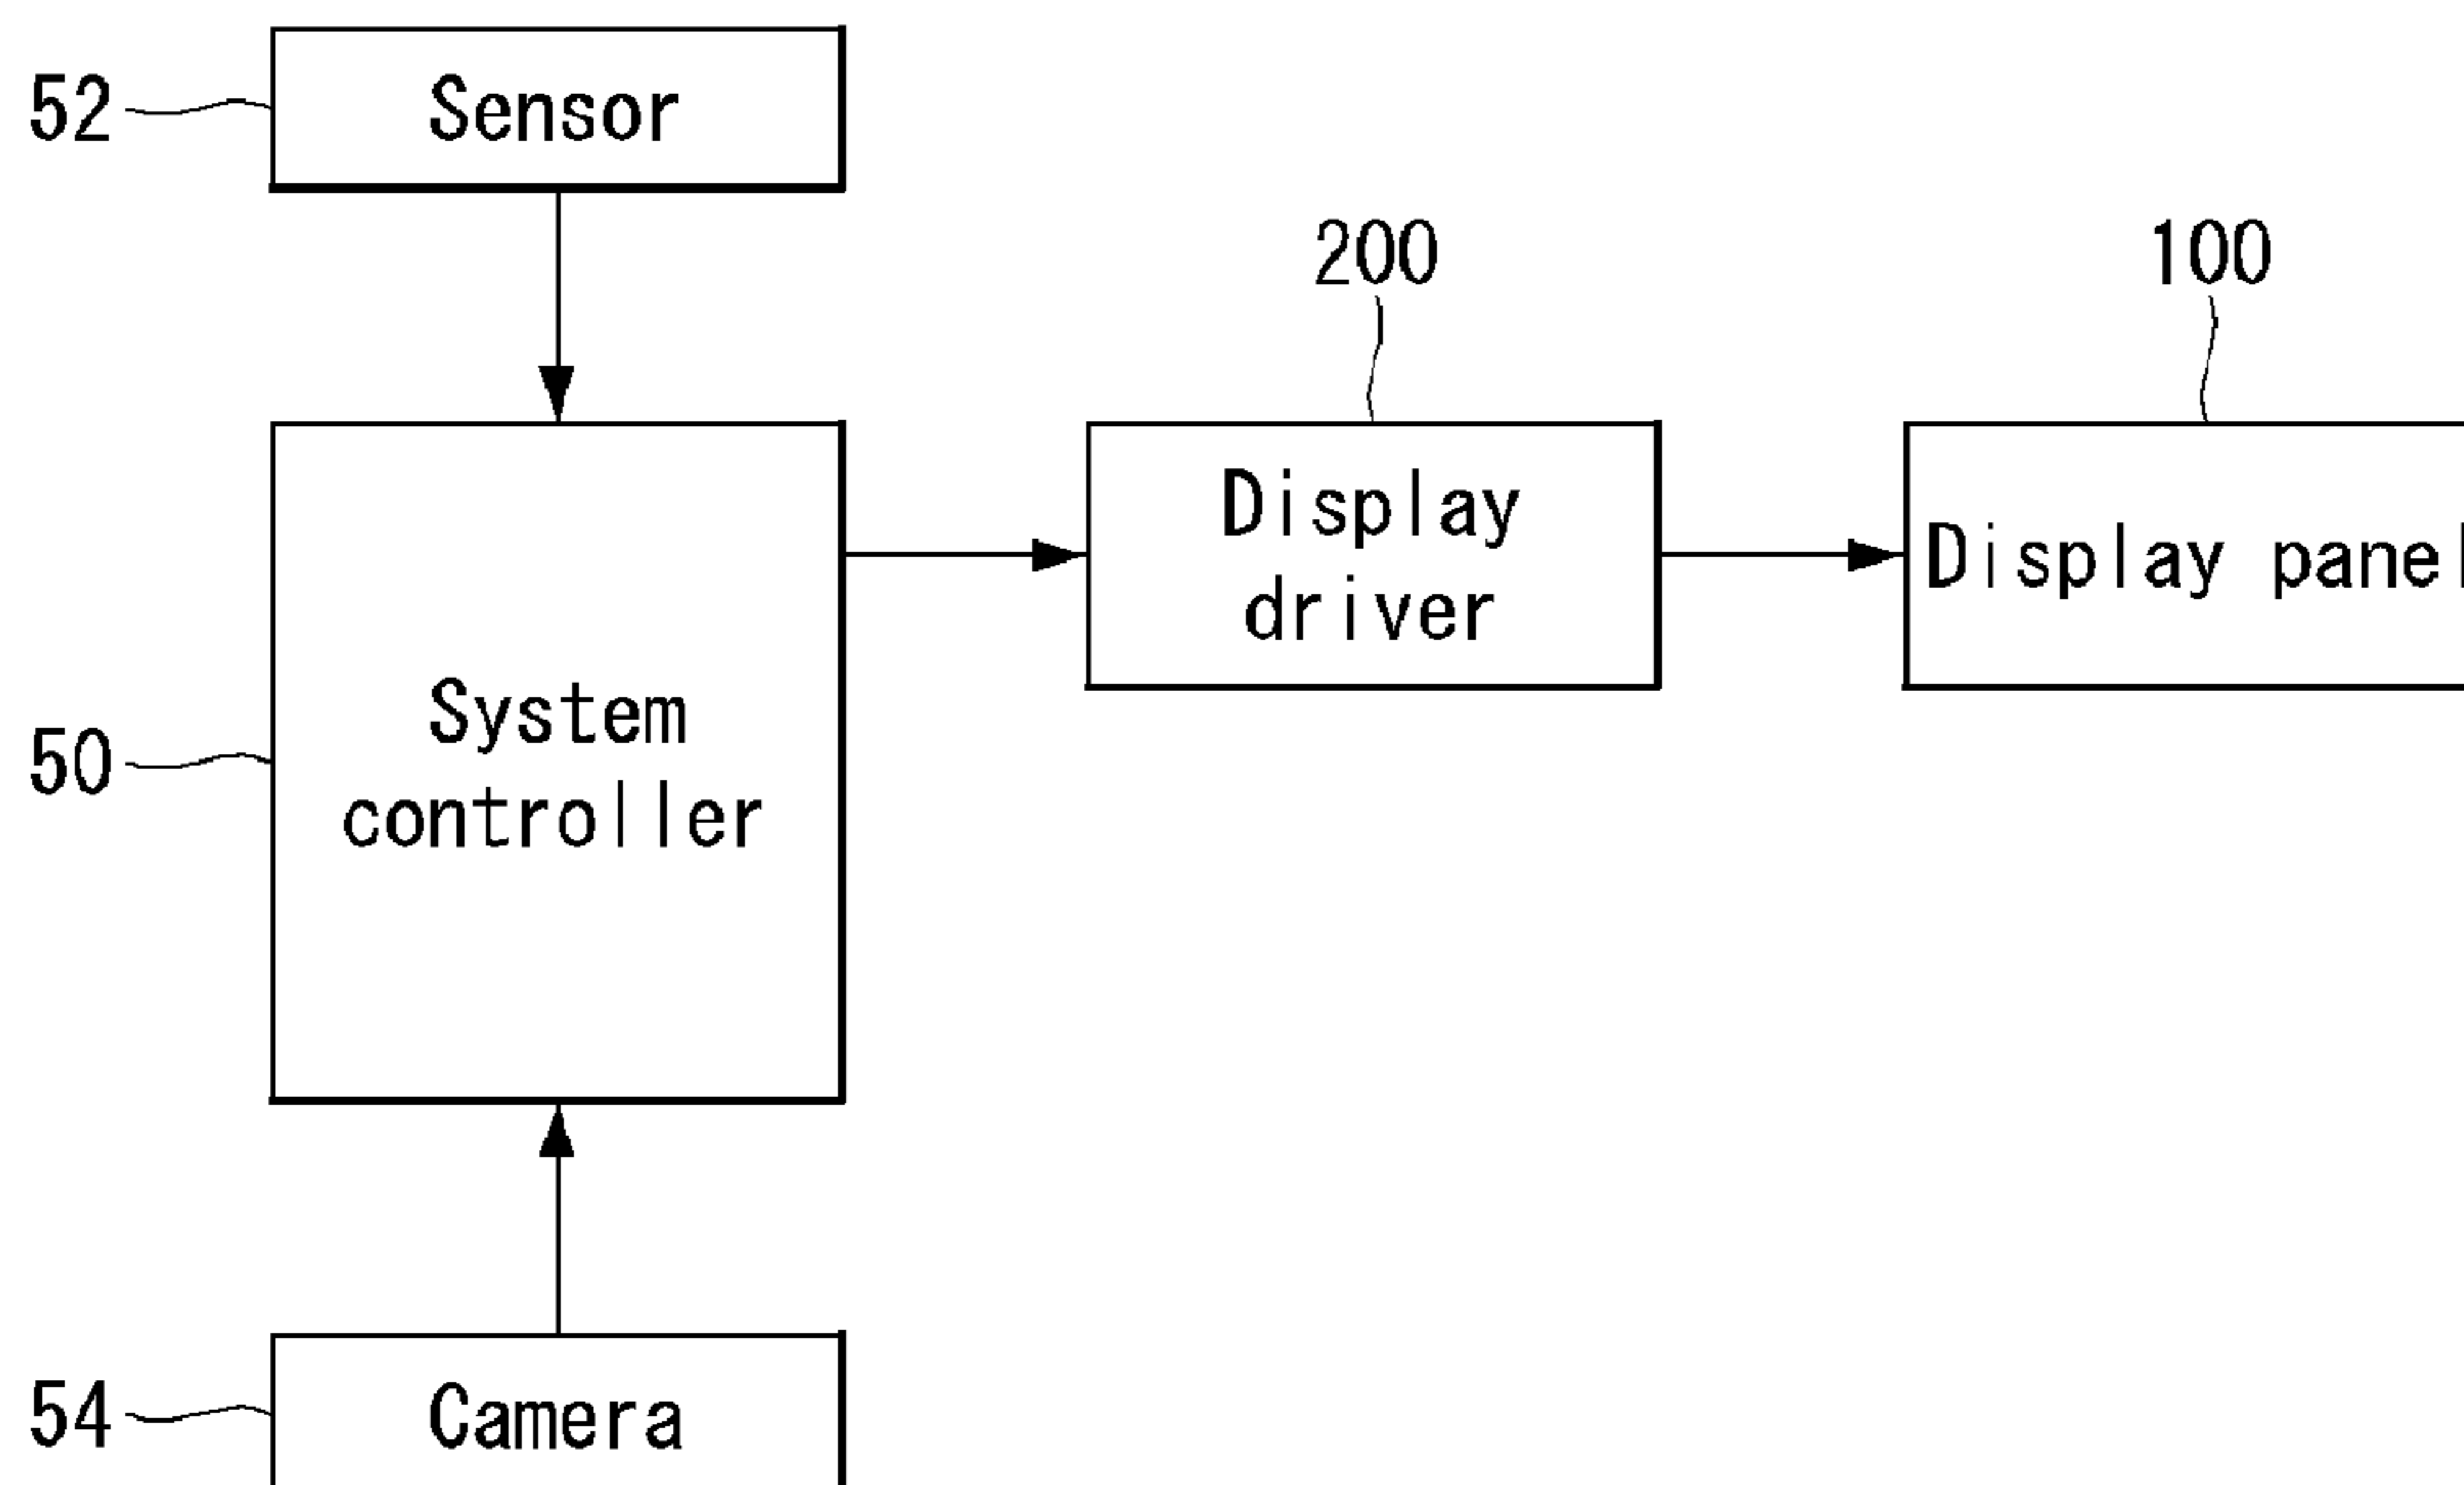 52
Sensor
200
100
Display
driver
Display panel
50
System
controller
54
Camera